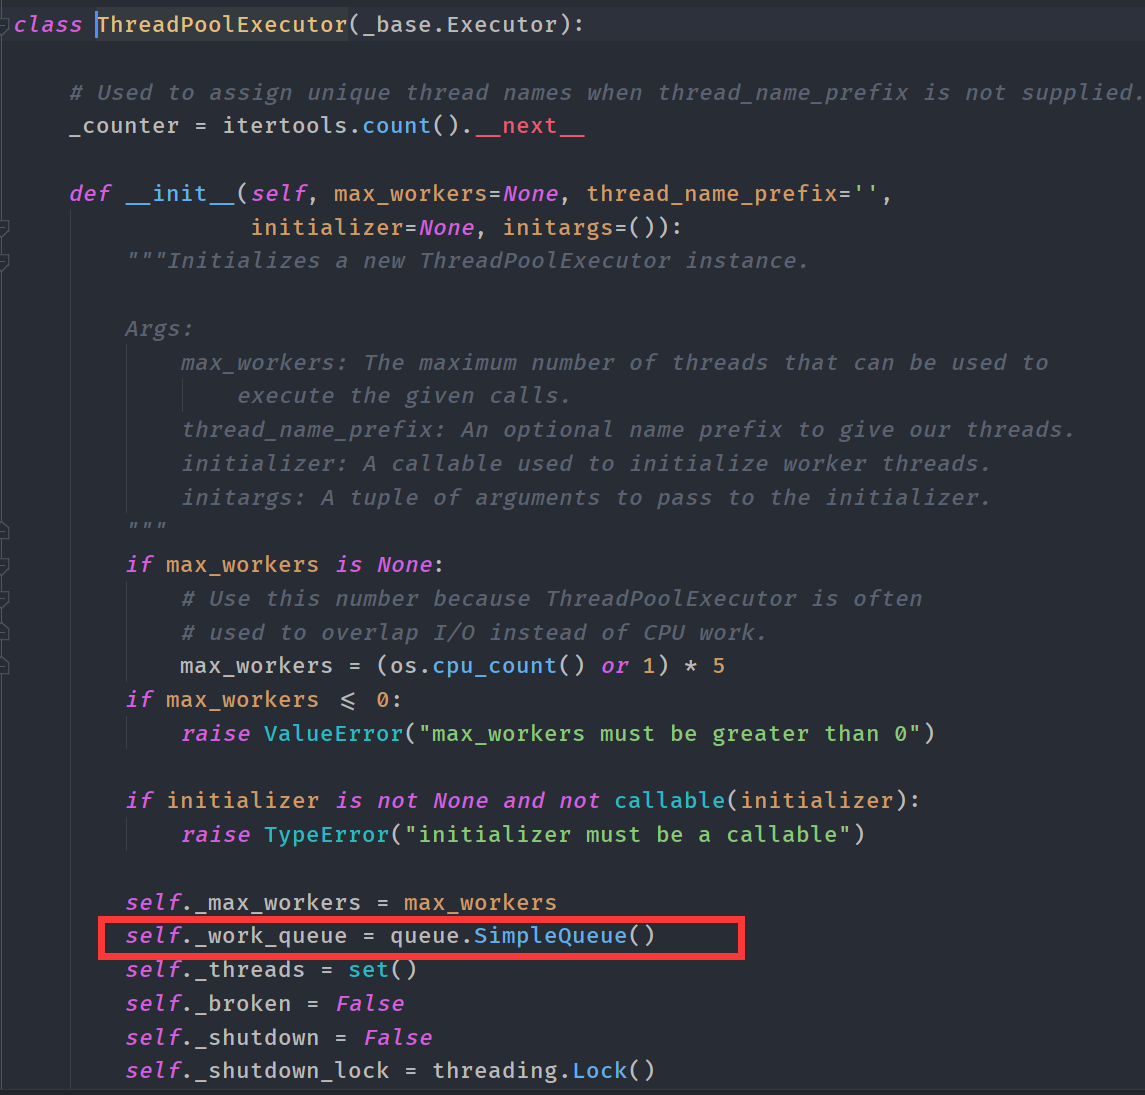 class ThreadPoolExecutor(_base.Executor):
# Used to assign unique thread names when thread_name_prefix is not supplied.
_counter = itertools.count().__next__
def __init__(self, max_workers=None, thread_name_prefix='',
initializer=None, initargs=()):
"""Initializes a new ThreadPoolExecutor instance.
Args:
max_workers: The maximum number of threads that can be used to
execute the given calls.
thread_name_prefix: An optional name prefix to give our threads.
initializer: A callable used to initialize worker threads.
initargs: A tuple of arguments to pass to the initializer.
"""
if max_workers is None:
# Use this number because ThreadPoolExecutor is often
# used to overlap I/O instead of CPU work.
max_workers = (os.cpu_count() or 1) * 5
if max_workers ⩽ 0:
raise ValueError("max_workers must be greater than 0")
if initializer is not None and not callable(initializer):
raise TypeError("initializer must be a callable")
self._max_workers = max_workers
self._work_queue = queue.SimpleQueue()
self._threads = set()
self._broken = False
self._shutdown = False
self._shutdown_lock = threading.Lock()